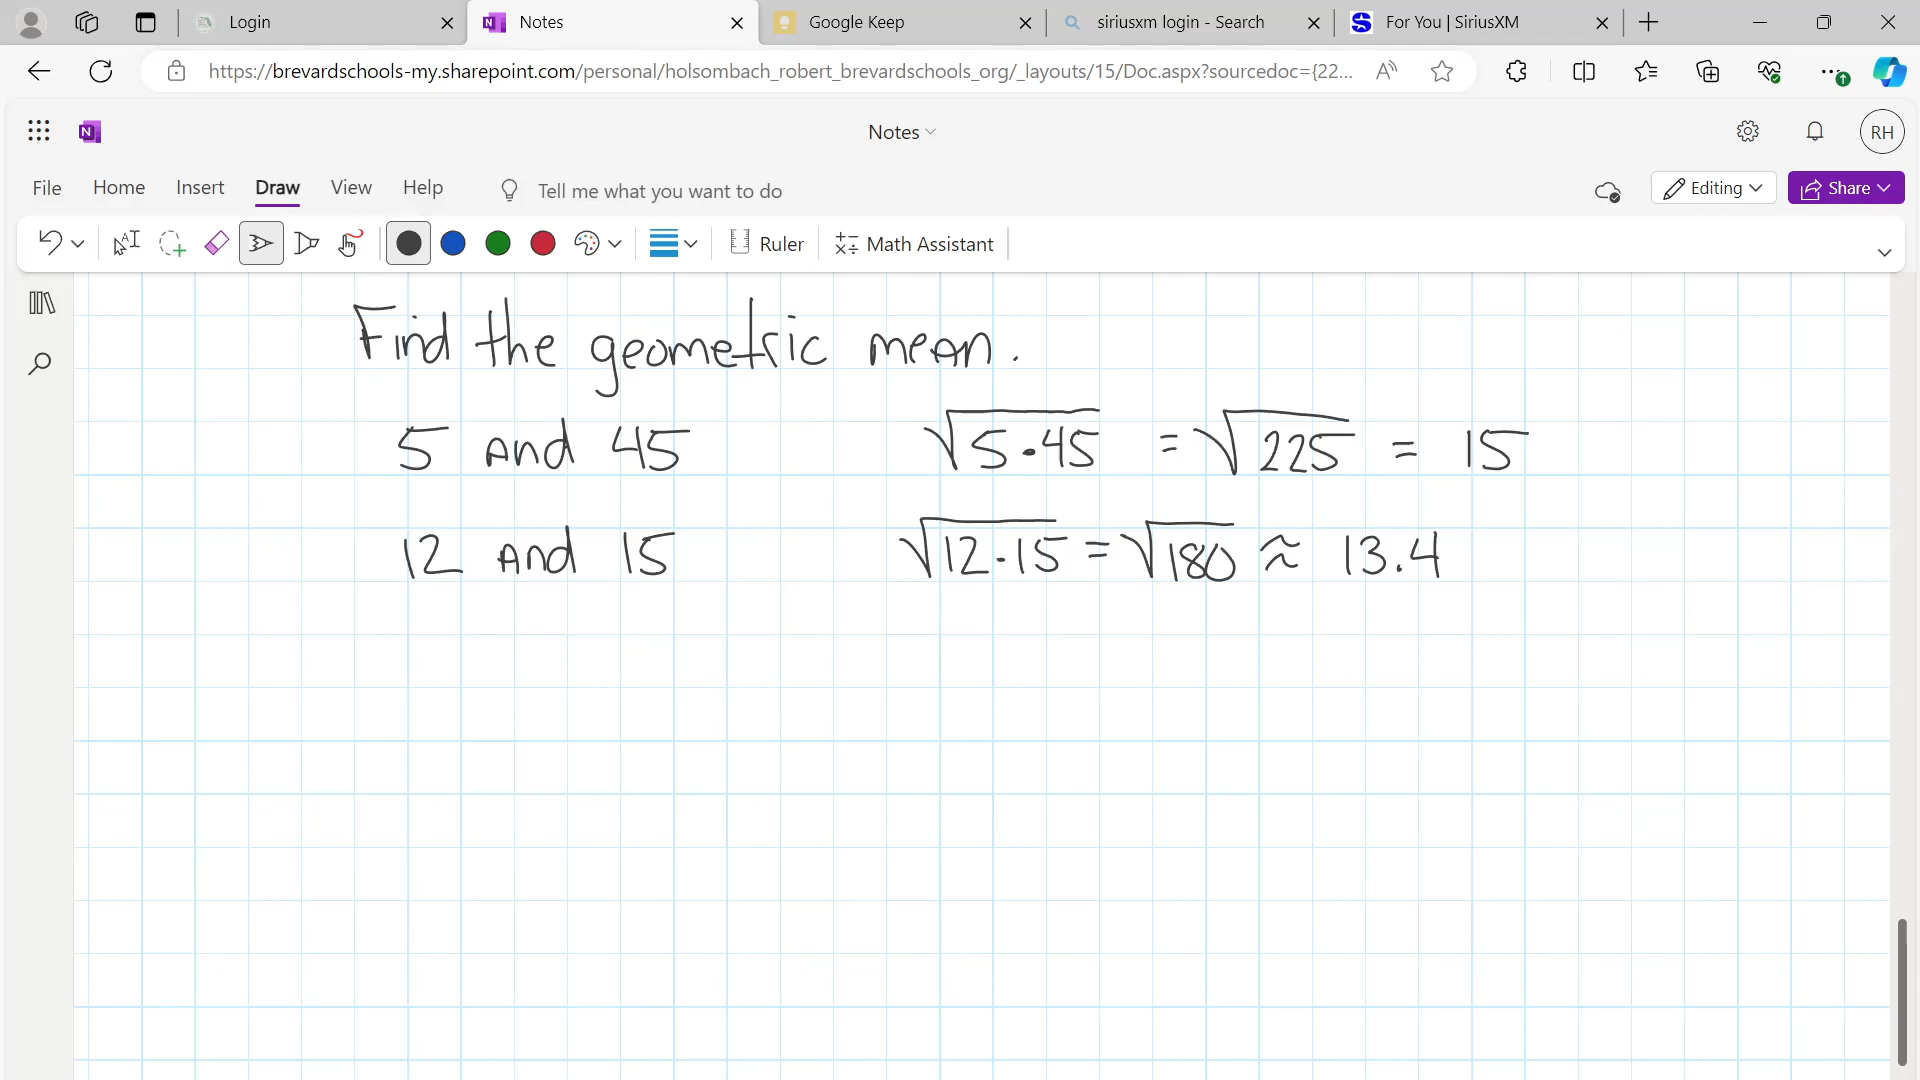 Login
Notes
Google Keep
siriusxm login - Search
For You | SiriusXM
https://brevardschools-my.sharepoint.com/personal/holsombach_robert_brevardschools_org/_layouts/15/Doc.aspx?sourcedoc={22...
Notes
RH
File Home Insert Draw View Help Tell me what you want to do
Editing
Share
Ruler
Math Assistant
Find the geometric mean.
5 and 45 √5·45 = √225 = 15
12 and 15 √12·15 = √180 ≈ 13.4